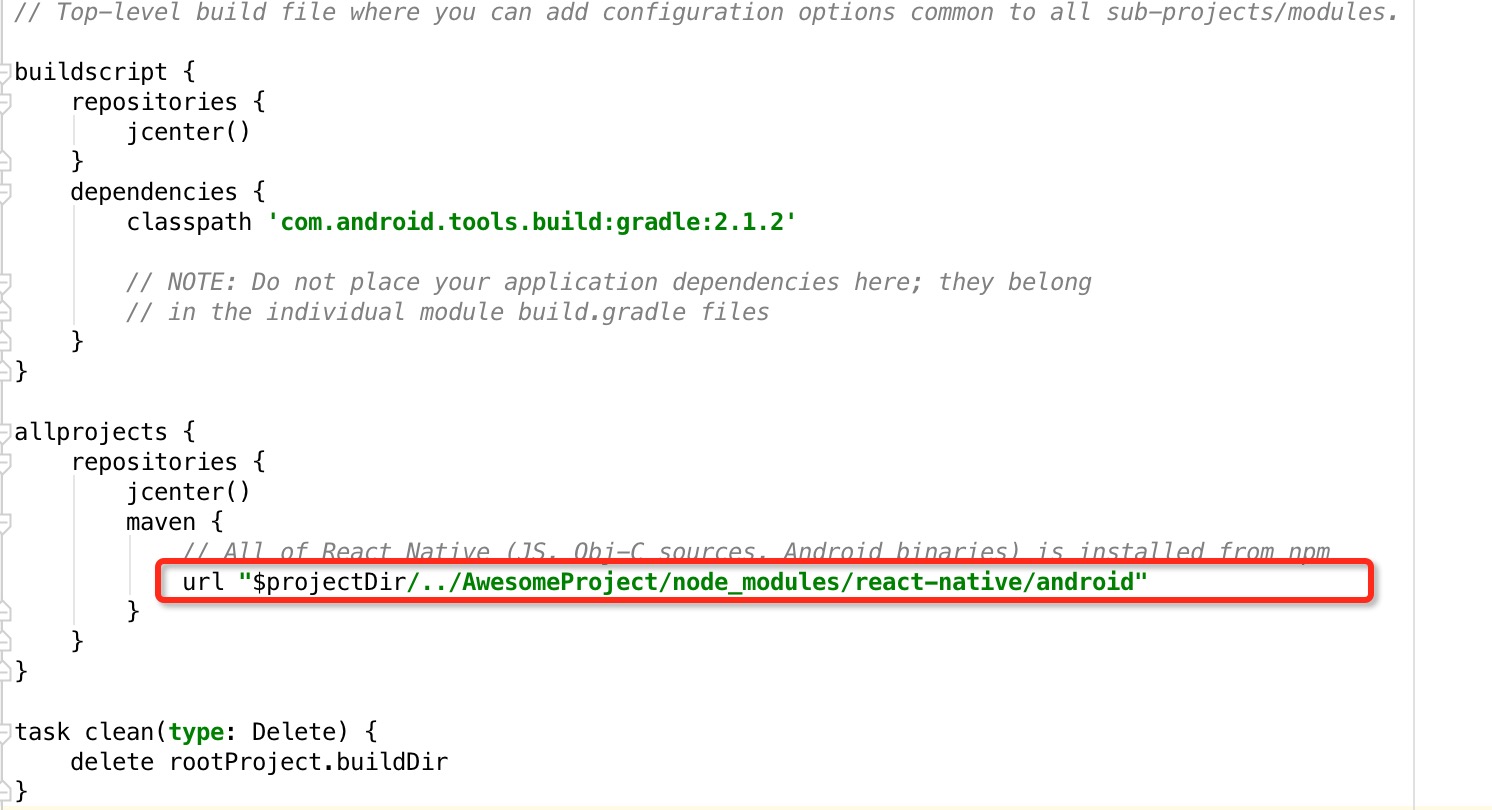 // Top-level build file where you can add configuration options common to all sub-projects/modules.
buildscript {
repositories {
jcenter()
}
dependencies {
classpath 'com.android.tools.build:gradle:2.1.2'
// NOTE: Do not place your application dependencies here; they belong
// in the individual module build.gradle files
}
}
allprojects {
repositories {
jcenter()
maven {
// All of React Native (JS, Obj-C sources, Android binaries) is installed from npm
url "$projectDir/../AwesomeProject/node_modules/react-native/android"
}
}
}
task clean(type: Delete) {
delete rootProject.buildDir
}